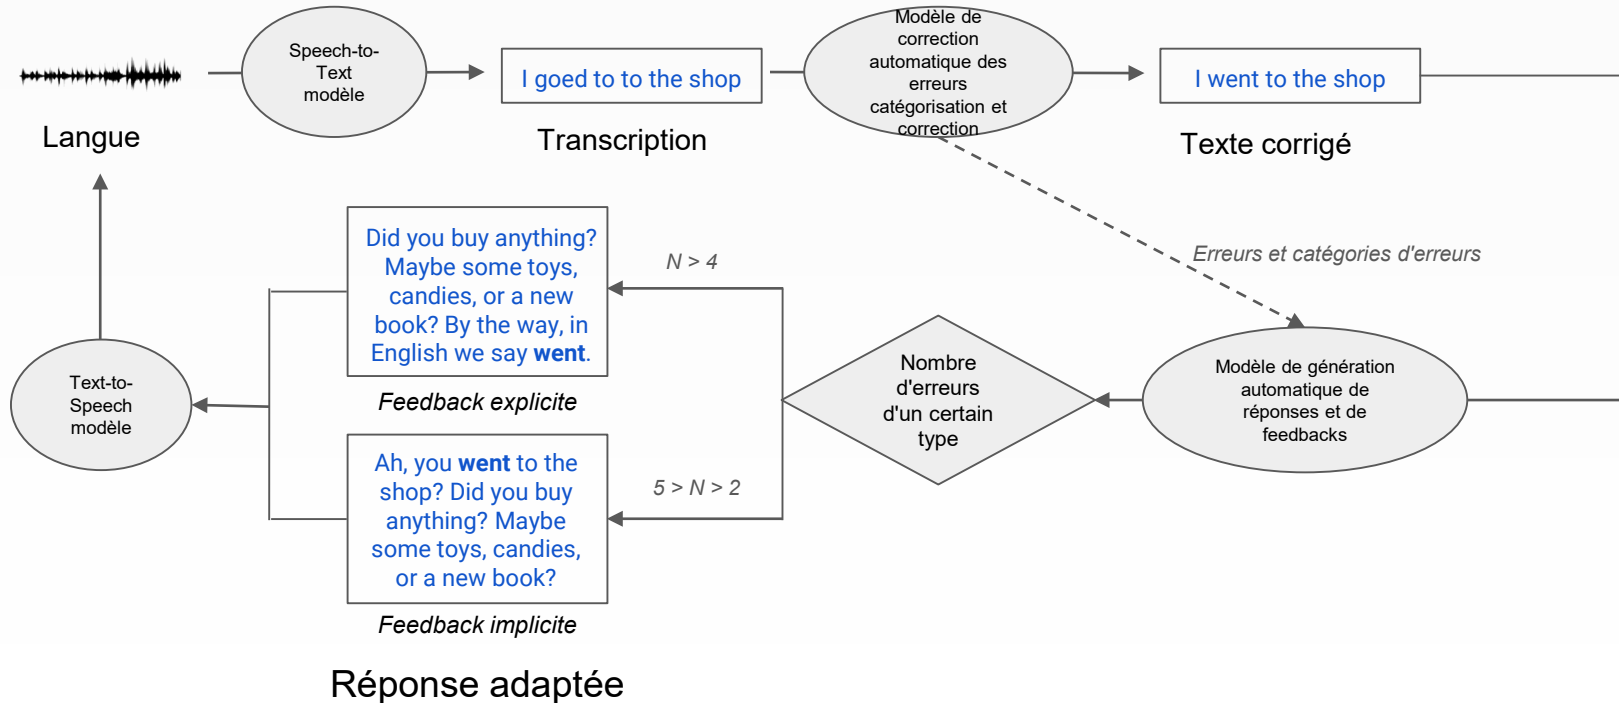 Speech-to-
Text
modèle
I goed to to the shop
Modèle de
correction
automatique des
erreurs
catégorisation et
correction
I went to the shop
Langue
Transcription
Texte corrigé
Erreurs et catégories d'erreurs
Did you buy anything?
Maybe some toys,
candies, or a new
book? By the way, in
English we say went.
Feedback explicite
N > 4
Nombre
d'erreurs
d'un certain
type
Modèle de génération
automatique de
réponses et de
feedbacks
Text-to-
Speech
modèle
Ah, you went to the
shop? Did you buy
anything? Maybe
some toys, candies,
or a new book?
Feedback implicite
5 > N > 2
Réponse adaptée